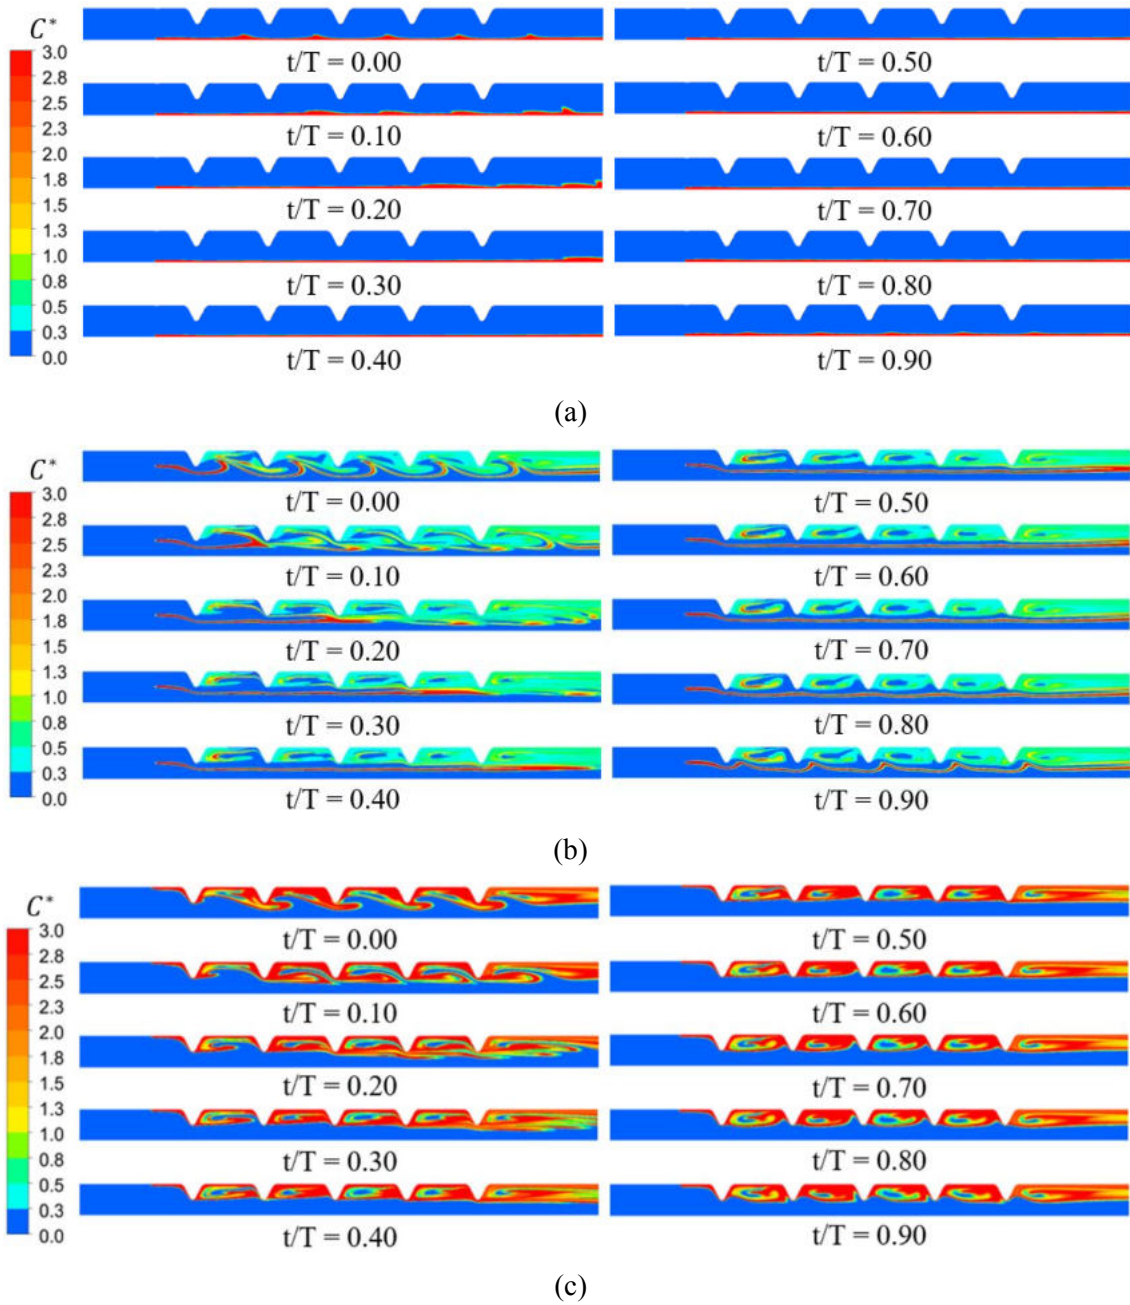 C*
3.0
2.8
2.5
2.3
2.0
1.8
1.5
1.3
1.0
0.8
0.5
0.3
0.0
t/T = 0.00
t/T = 0.50
t/T = 0.10
t/T = 0.60
t/T = 0.20
t/T = 0.70
t/T = 0.30
t/T = 0.80
t/T = 0.40
t/T = 0.90
(a)
C*
3.0
2.8
2.5
2.3
2.0
1.8
1.5
1.3
1.0
0.8
0.5
0.3
0.0
t/T = 0.00
t/T = 0.50
t/T = 0.10
t/T = 0.60
t/T = 0.20
t/T = 0.70
t/T = 0.30
t/T = 0.80
t/T = 0.40
t/T = 0.90
(b)
C*
3.0
2.8
2.5
2.3
2.0
1.8
1.5
1.3
1.0
0.8
0.5
0.3
0.0
t/T = 0.00
t/T = 0.50
t/T = 0.10
t/T = 0.60
t/T = 0.20
t/T = 0.70
t/T = 0.30
t/T = 0.80
t/T = 0.40
t/T = 0.90
(c)